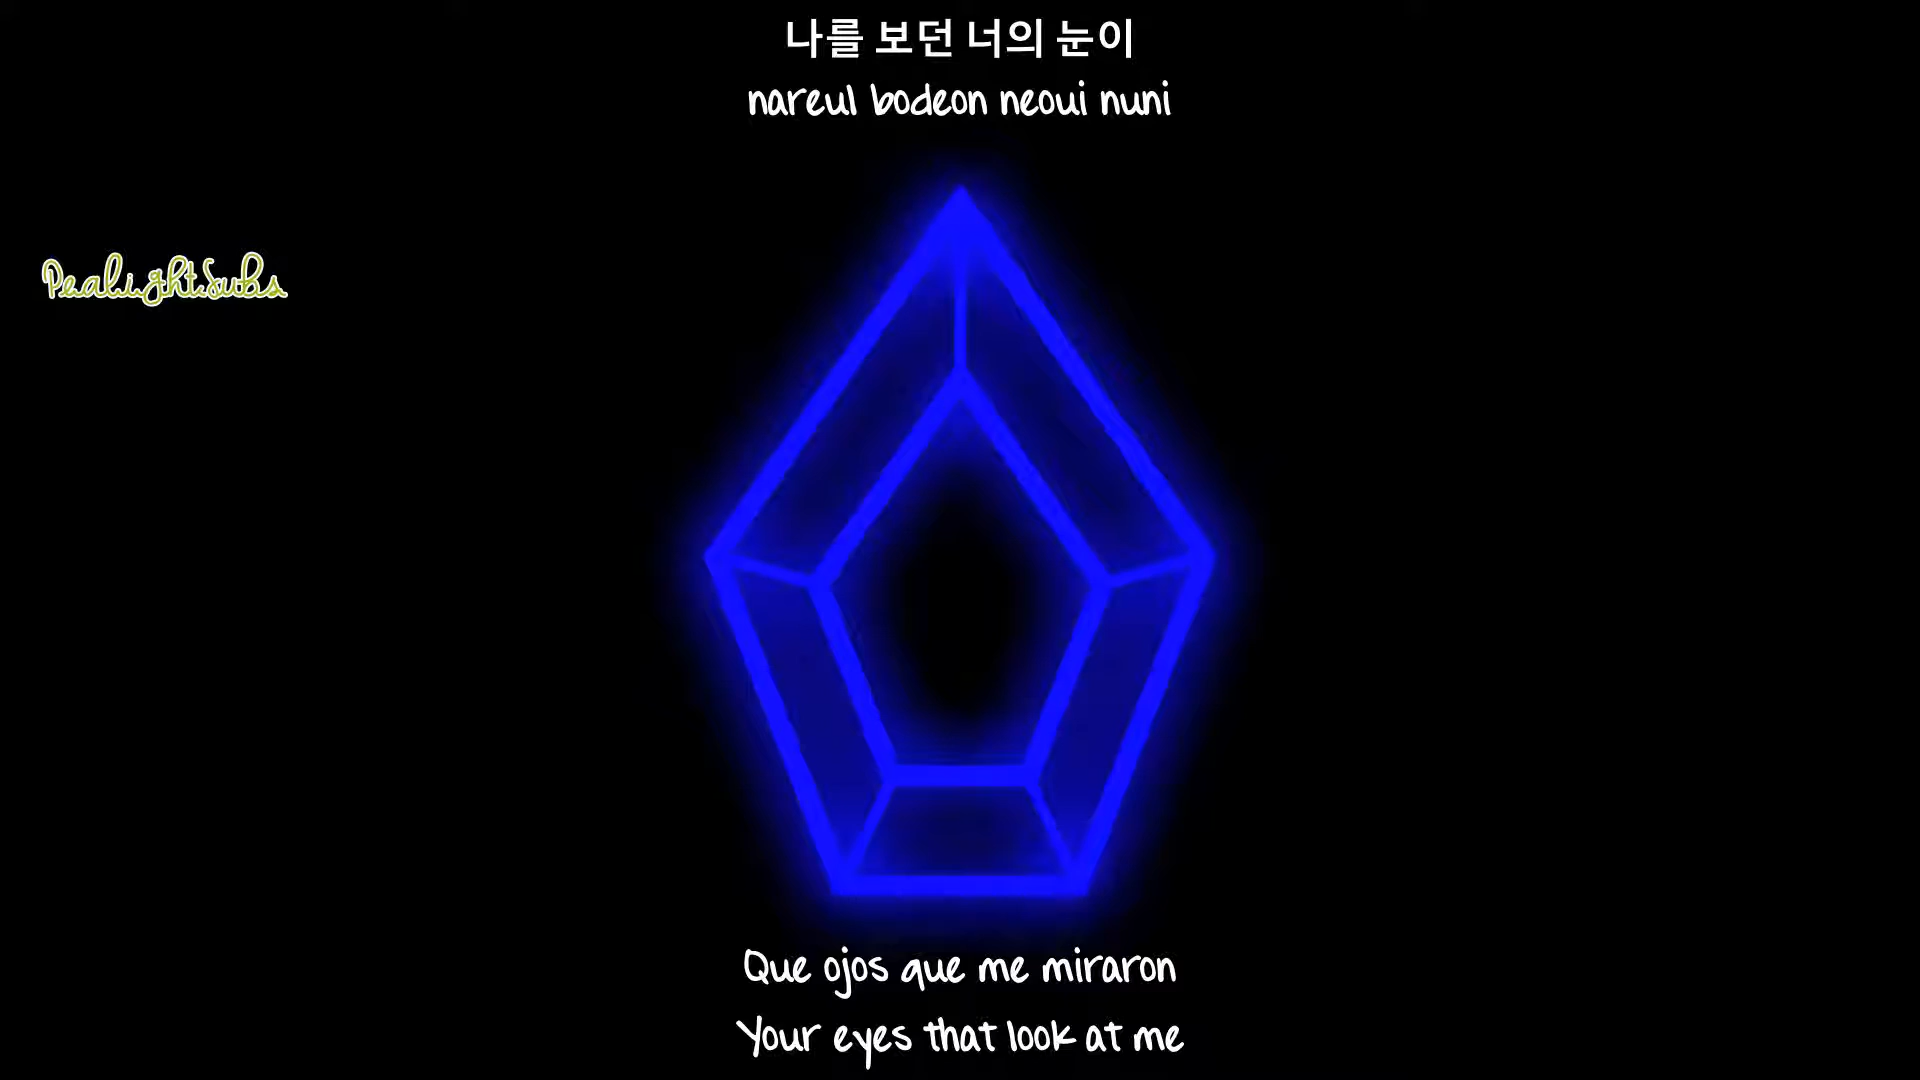 나를 보던 너의 눈이
nareul bodeon neoui nuni
PeaLightSubs
Que ojos que me miraron
Your eyes that look at me